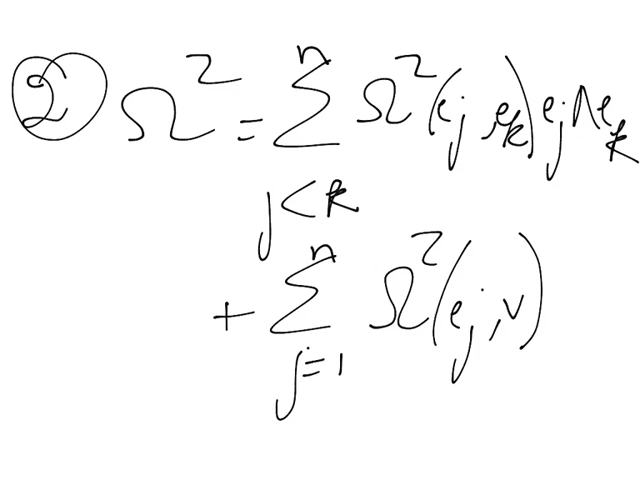 ② Ω² = Σ Ω²(e_j, e_k) e_j ∧ e_k
n
j<k
+ Σ Ω²(e_j, v)
n
j=1